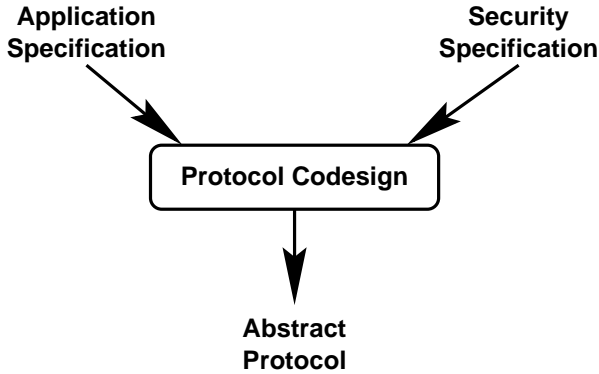 Application
Specification
Security
Specification
Protocol Codesign
Abstract
Protocol